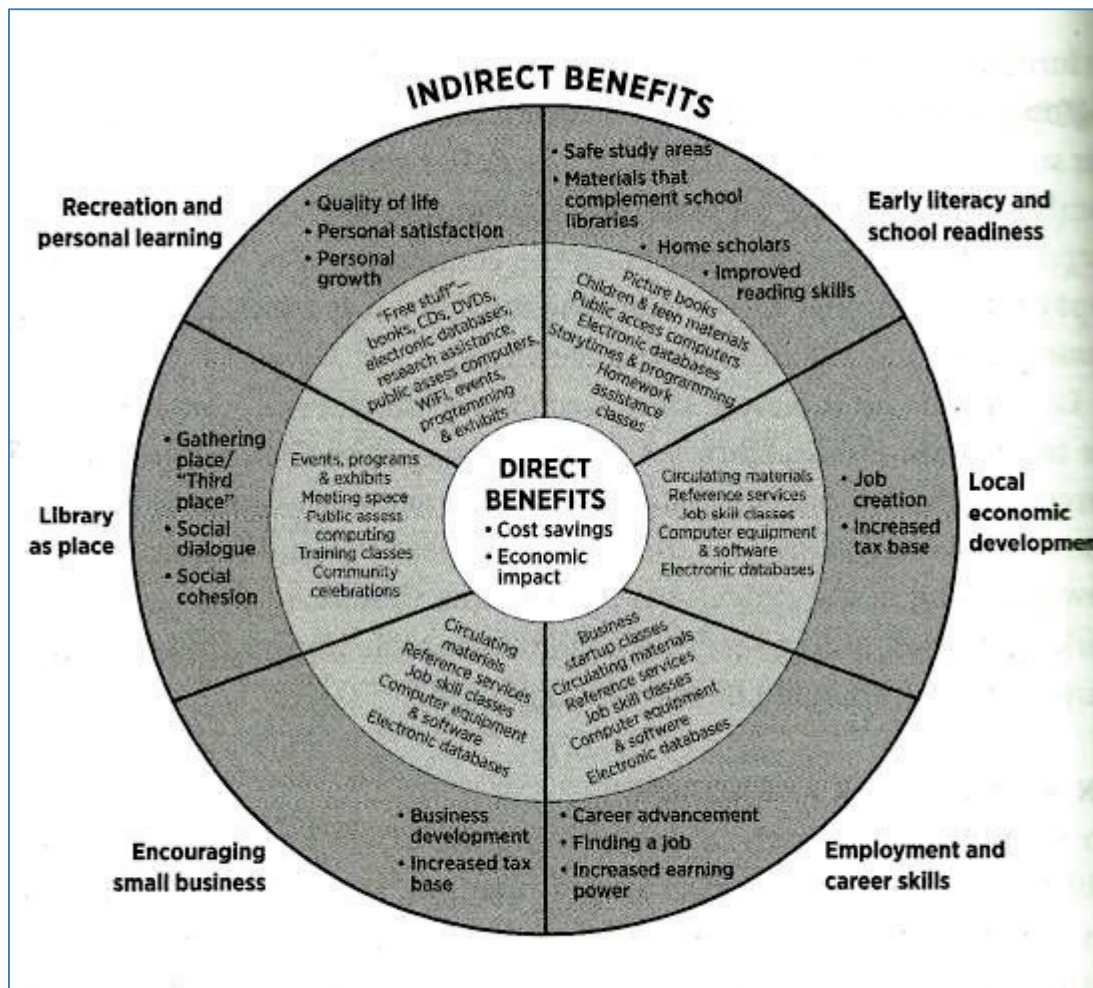 INDIRECT BENEFITS
Recreation and
personal learning
• Quality of life
• Personal satisfaction
• Personal
growth
"Free stuff"—
books, CDs, DVDs,
electronic databases,
research assistance,
public assess computers,
WiFi, events,
programming
& exhibits
• Safe study areas
• Materials that
complement school
libraries
• Home scholars
• Improved
reading skills
Early literacy and
school readiness
Picture books
Children & teen materials
Public access computers
Electronic databases
Storytimes & programming
Homework
assistance
classes
Library
as place
• Gathering
place/
"Third
place"
• Social
dialogue
• Social
cohesion
Events, programs
& exhibits
Meeting space
Public assess
computing
Training classes
Community
celebrations
DIRECT
BENEFITS
• Cost savings
• Economic
impact
Circulating materials
Reference services
Job skill classes
Computer equipment
& software
Electronic databases
• Job
creation
• Increased
tax base
Local
economic
development
Circulating
materials
Reference services
Job skill classes
Computer equipment
& software
Electronic databases
Business
startup classes
Circulating materials
Reference services
Job skill classes
Computer equipment
& software
Electronic databases
Encouraging
small business
• Business
development
• Increased tax
base
• Career advancement
• Finding a job
• Increased earning
power
Employment and
career skills